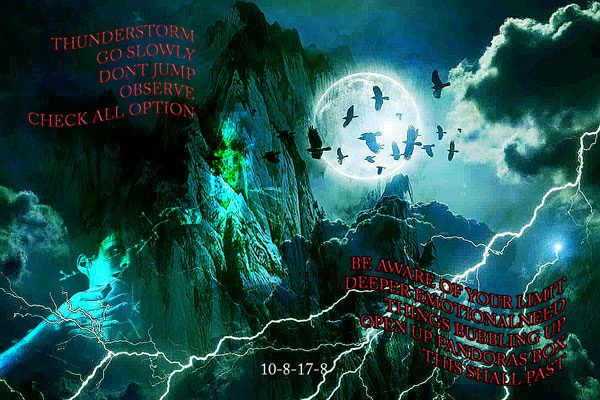 THUNDERSTORM
GO SLOWLY
DONT JUMP
OBSERVE
CHECK ALL OPTION
BE AWARE OF YOUR LIMIT
DEEPER EMOTIONALNEED
THINGS BUBBLING UP
OPEN UP PANDORAS BOX
THIS SHALL PAST
10-8-17-8